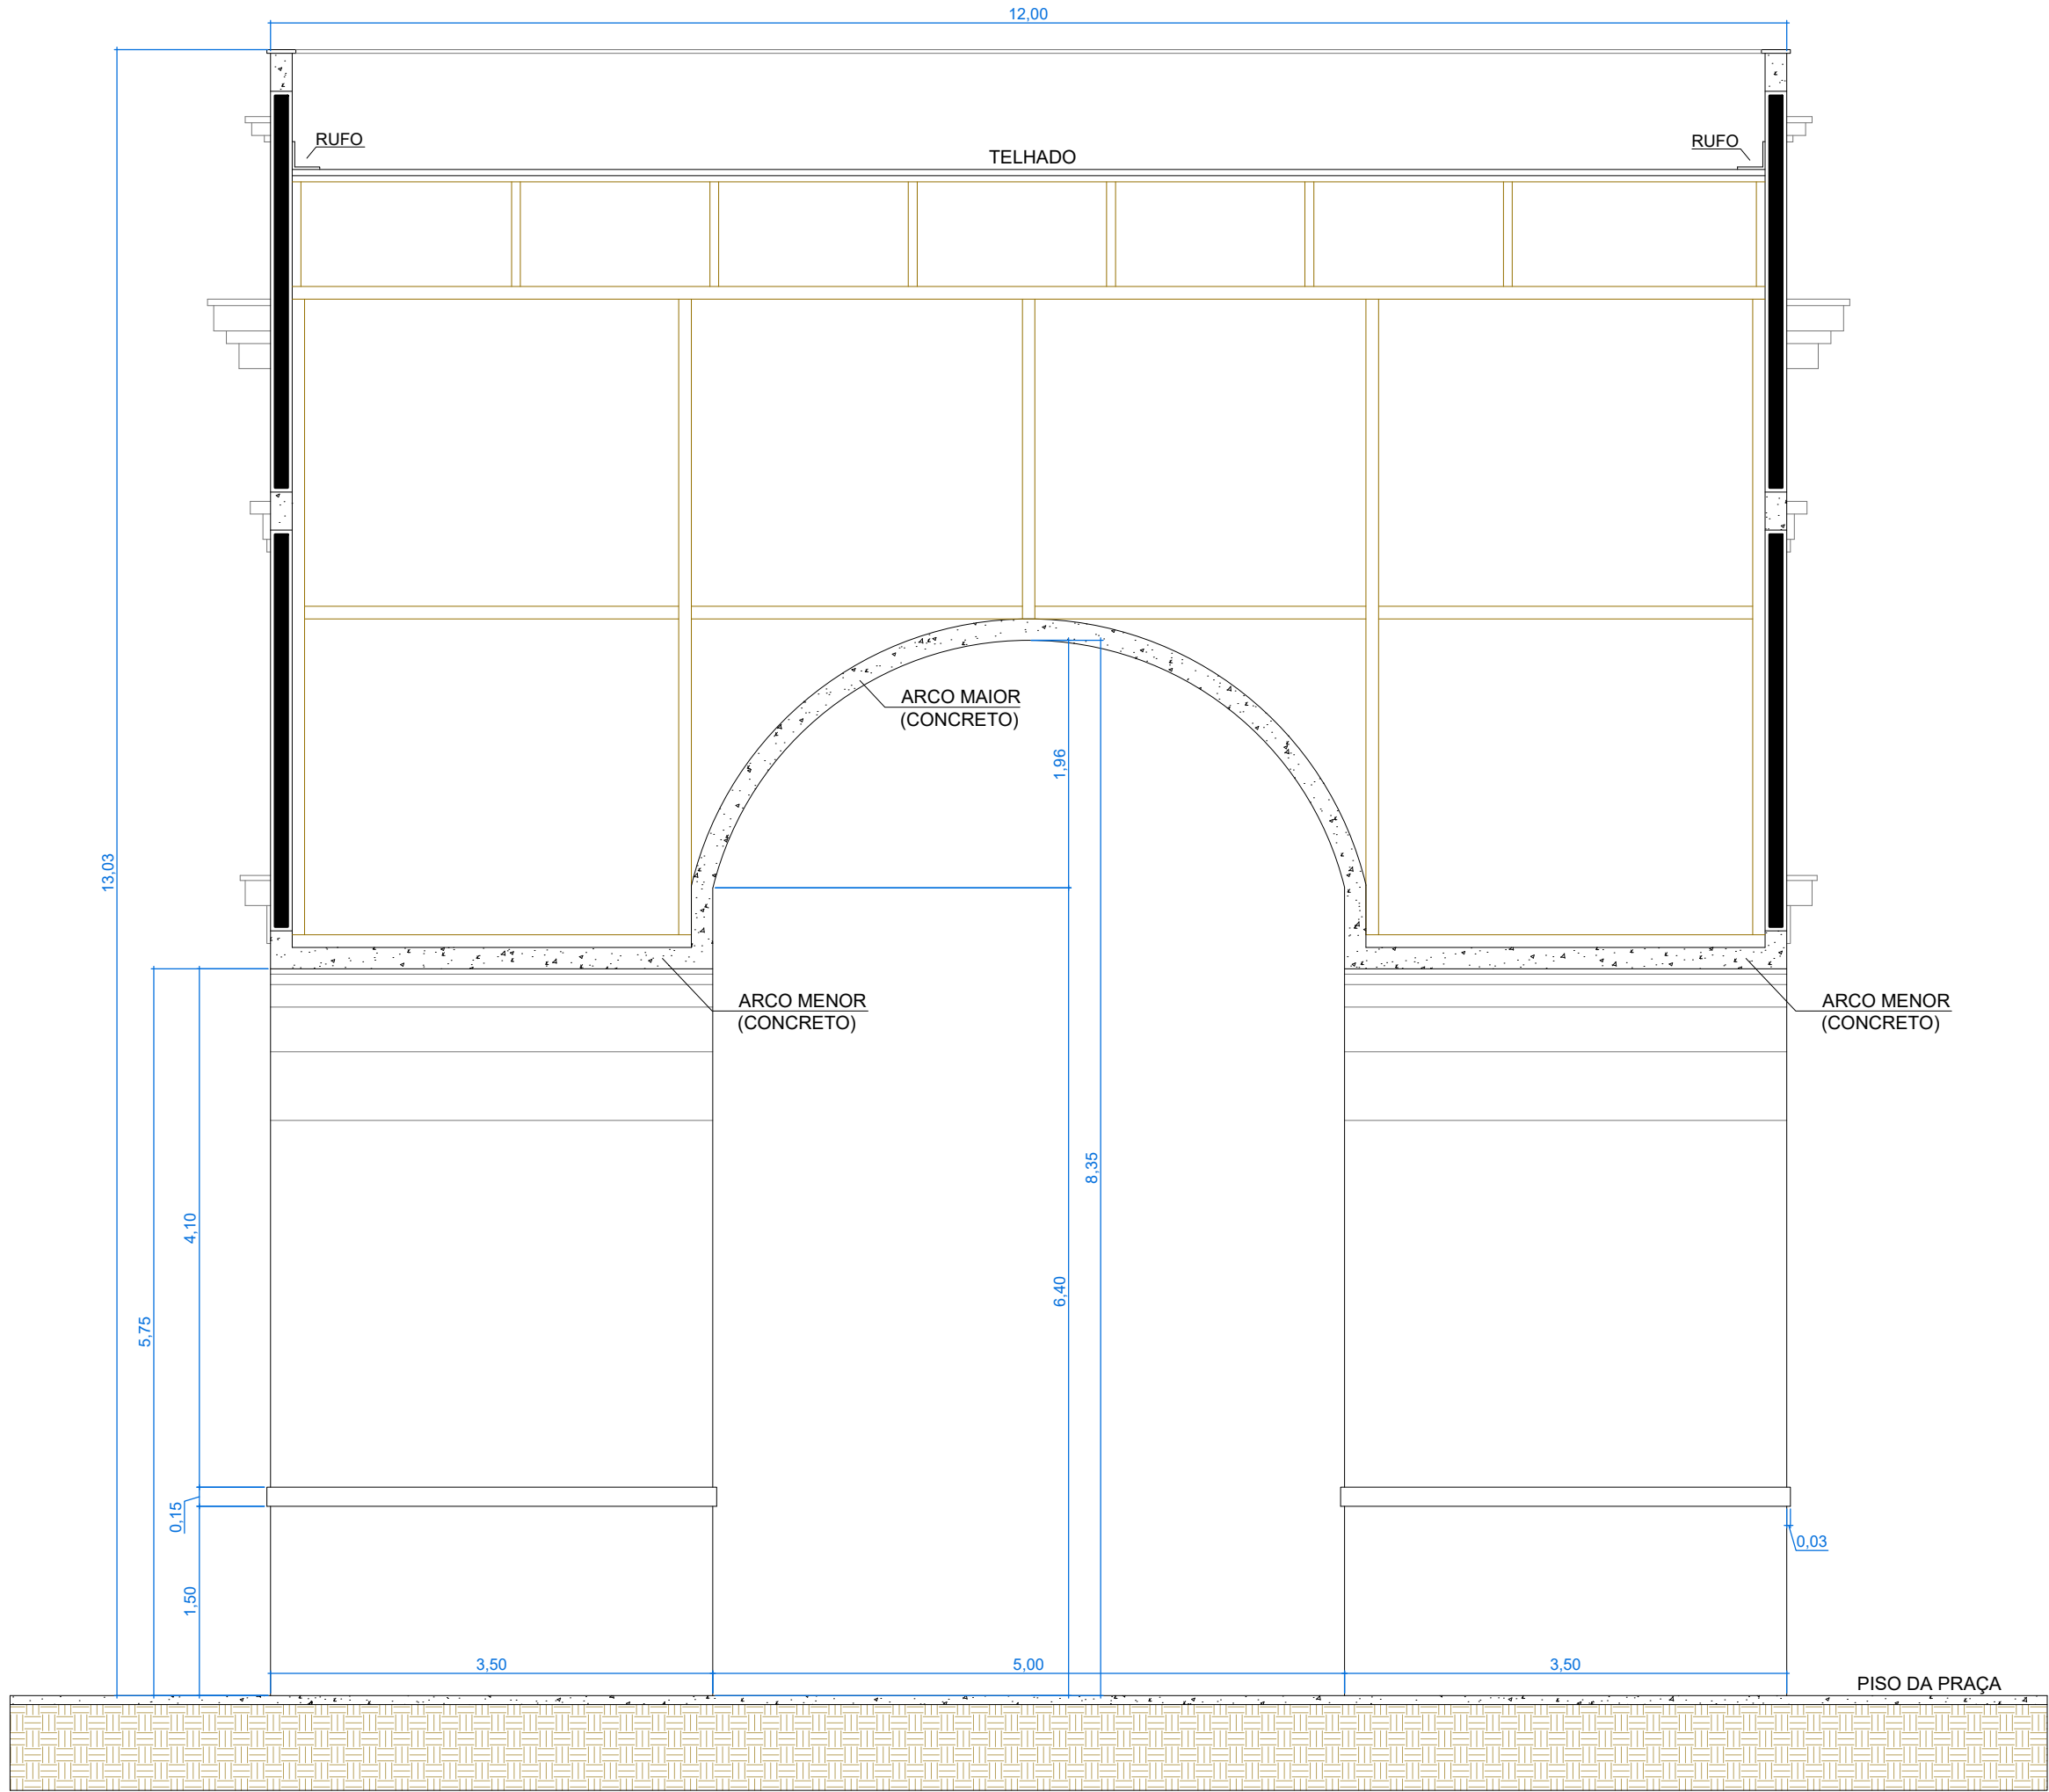 12,00
RUFO
RUFO
TELHADO
ARCO MAIOR
(CONCRETO)
1,96
13,03
ARCO MENOR
(CONCRETO)
ARCO MENOR
(CONCRETO)
8,35
4,10
6,40
5,75
0,15
0,03
1,50
3,50
5,00
3,50
PISO DA PRAÇA